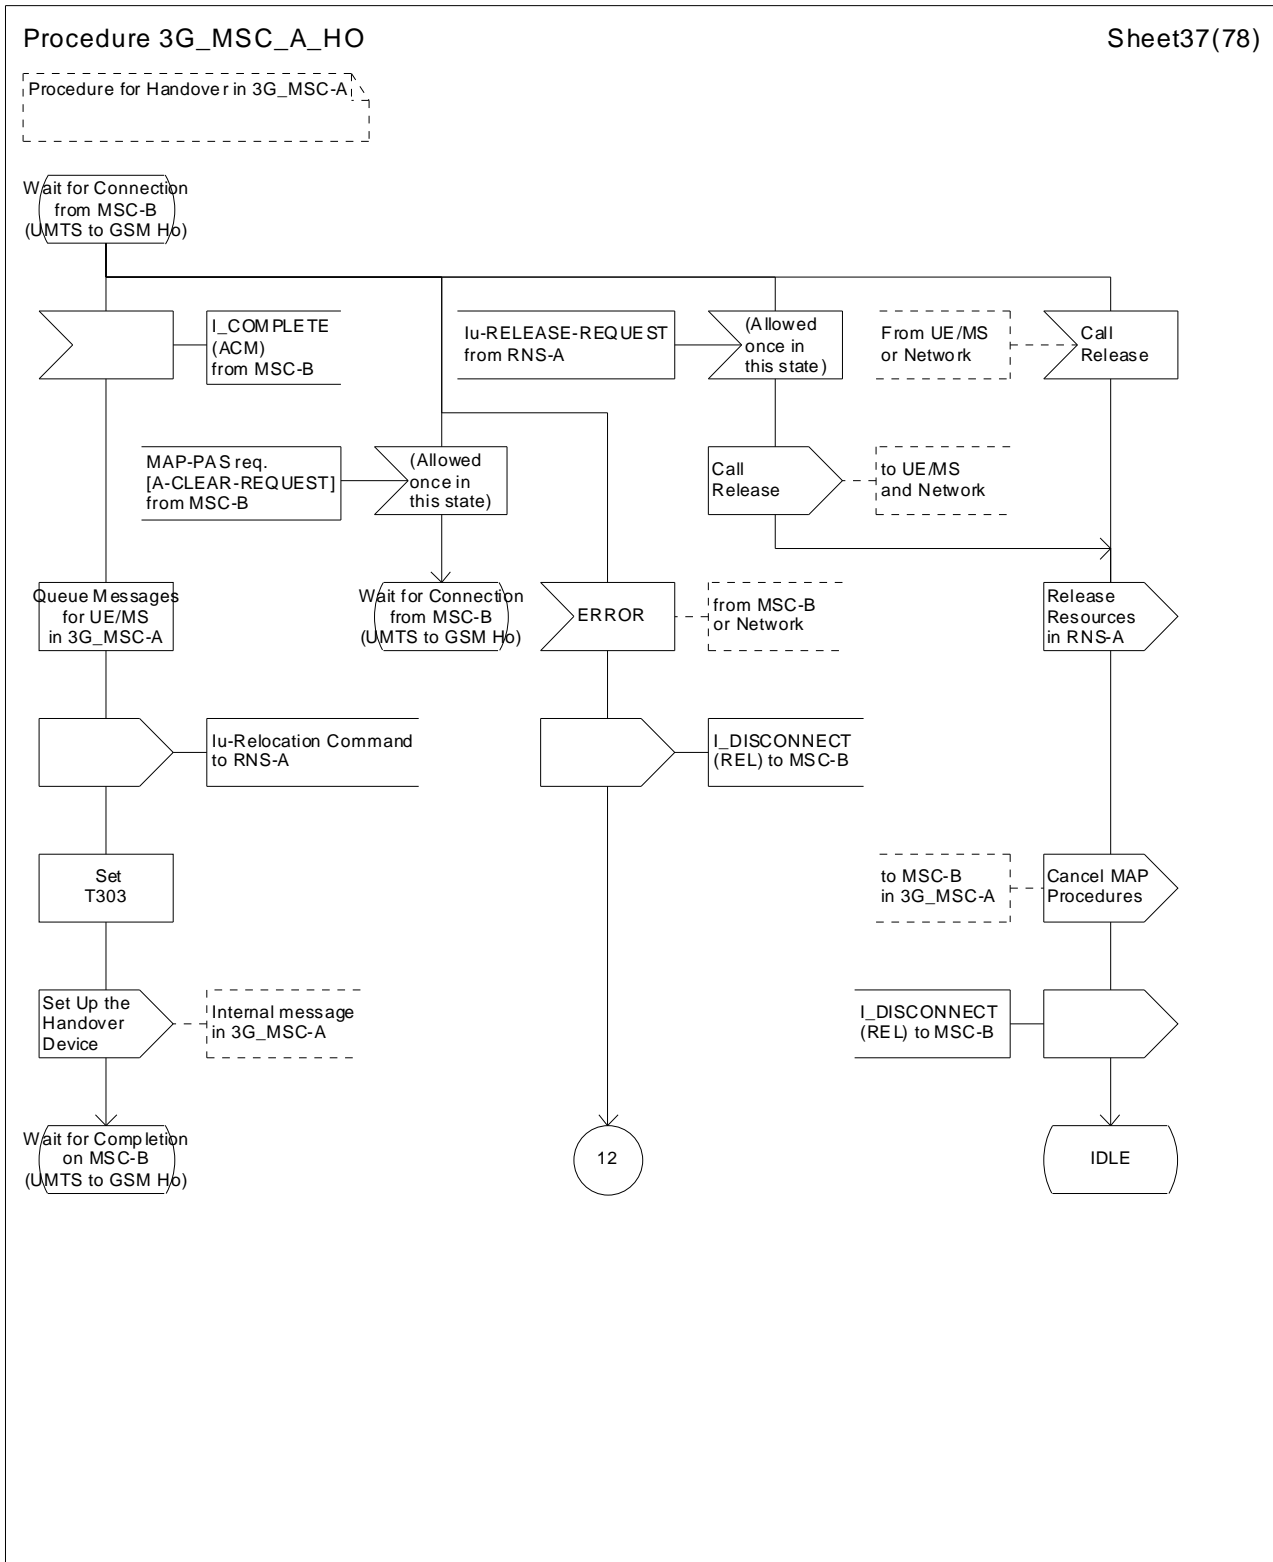 Procedure 3G_MSC_A_HO
Sheet37(78)
Procedure for Handover in 3G_MSC-A
Wait for Connection
from MSC-B
(UMTS to GSM Ho)
I_COMPLETE
(ACM)
from MSC-B
Iu-RELEASE-REQUEST
from RNS-A
(Allowed
once in
this state)
From UE/MS
or Network
Call
Release
MAP-PAS req.
[A-CLEAR-REQUEST]
from MSC-B
(Allowed
once in
this state)
Call
Release
to UE/MS
and Network
Queue Messages
for UE/MS
in 3G_MSC-A
Wait for Connection
from MSC-B
(UMTS to GSM Ho)
ERROR
from MSC-B
or Network
Release
Resources
in RNS-A
Iu-Relocation Command
to RNS-A
I_DISCONNECT
(REL) to MSC-B
Set
T303
to MSC-B
in 3G_MSC-A
Cancel MAP
Procedures
Set Up the
Handover
Device
Internal message
in 3G_MSC-A
I_DISCONNECT
(REL) to MSC-B
Wait for Completion
on MSC-B
(UMTS to GSM Ho)
12
IDLE